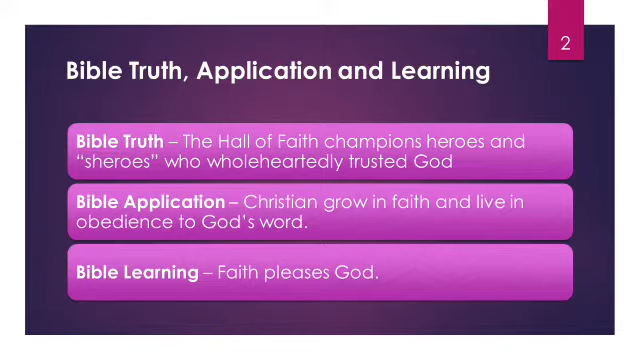 2
Bible Truth, Application and Learning
Bible Truth – The Hall of Faith champions heroes and
“sheroes” who wholeheartedly trusted God
Bible Application – Christian grow in faith and live in
obedience to God’s word.
Bible Learning – Faith pleases God.